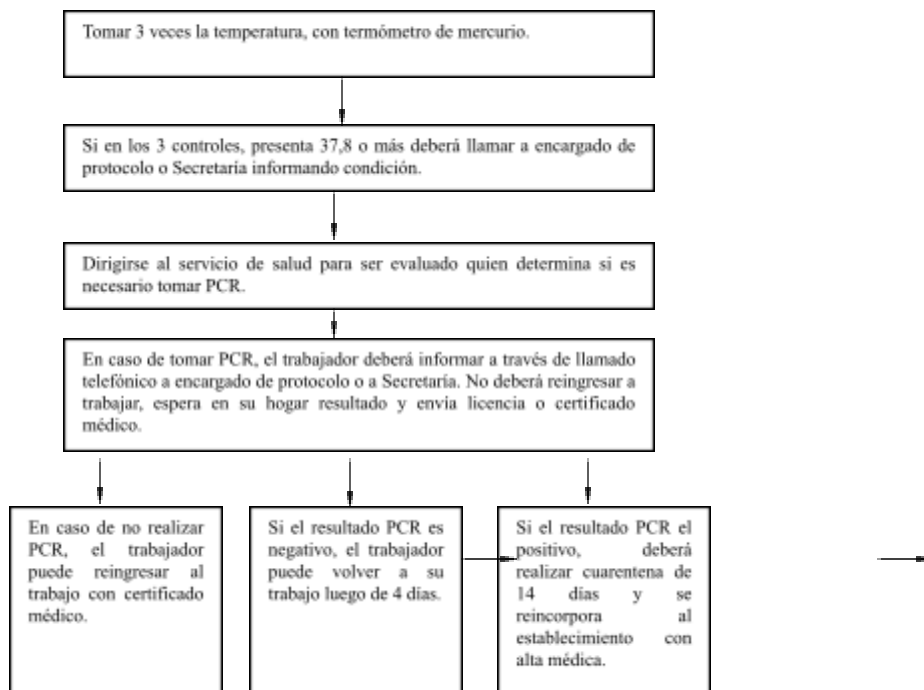 Tomar 3 veces la temperatura, con termómetro de mercurio.
Si en los 3 controles, presenta 37,8 o más deberá llamar a encargado de
protocolo o Secretaría informando condición.
Dirigirse al servicio de salud para ser evaluado quien determina si es
necesario tomar PCR.
En caso de tomar PCR, el trabajador deberá informar a través de llamado
telefónico a encargado de protocolo o a Secretaría. No deberá reingresar a
trabajar, espera en su hogar resultado y envía licencia o certificado
médico.
En caso de no realizar
PCR, el trabajador
puede reingresar al
trabajo con certificado
médico.
Si el resultado PCR es
negativo, el trabajador
puede volver a su
trabajo luego de 4 días.
Si el resultado PCR el
positivo, deberá
realizar cuarentena de
14 días y se
reincorpora al
establecimiento con
alta médica.